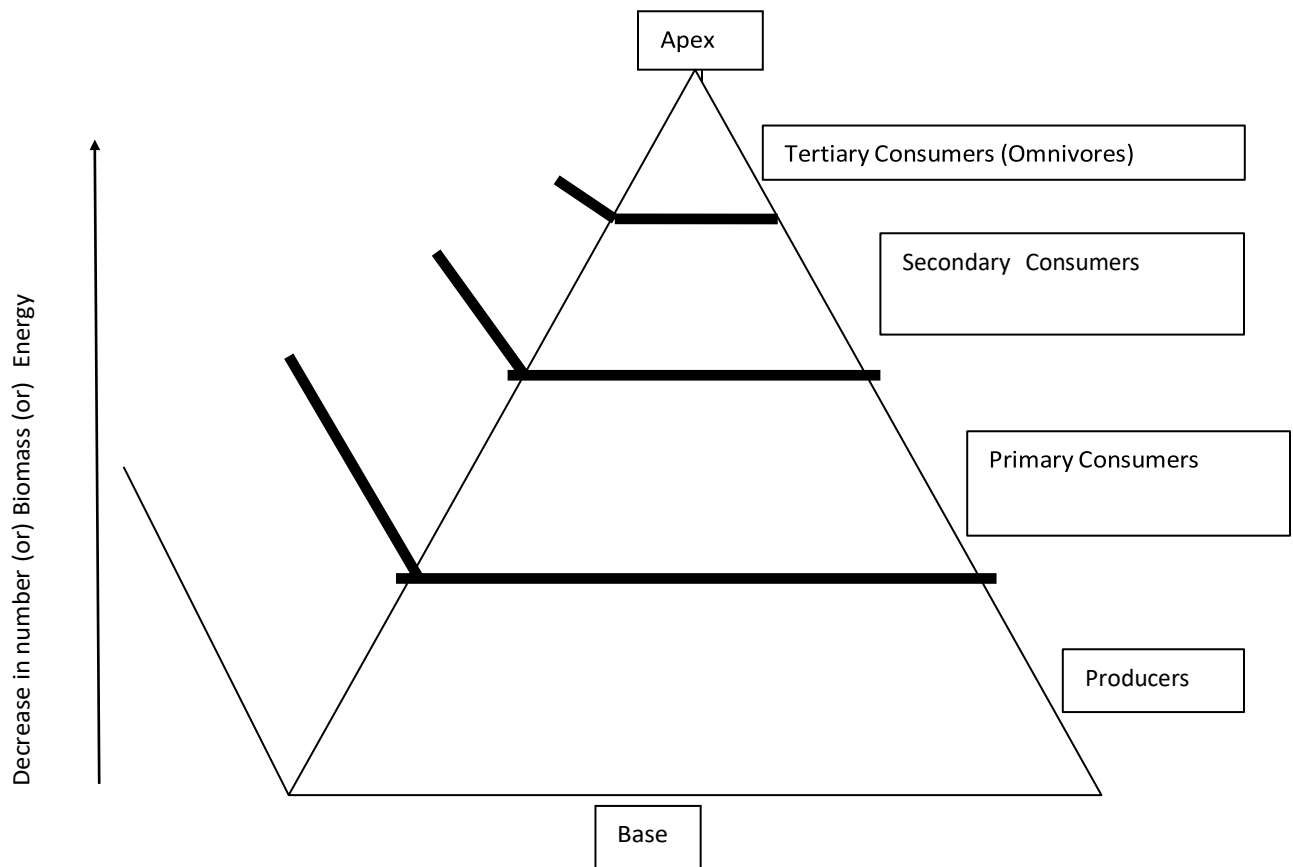 Apex
Tertiary Consumers (Omnivores)
Secondary Consumers
Primary Consumers
Producers
Base
Decrease in number (or) Biomass (or) Energy